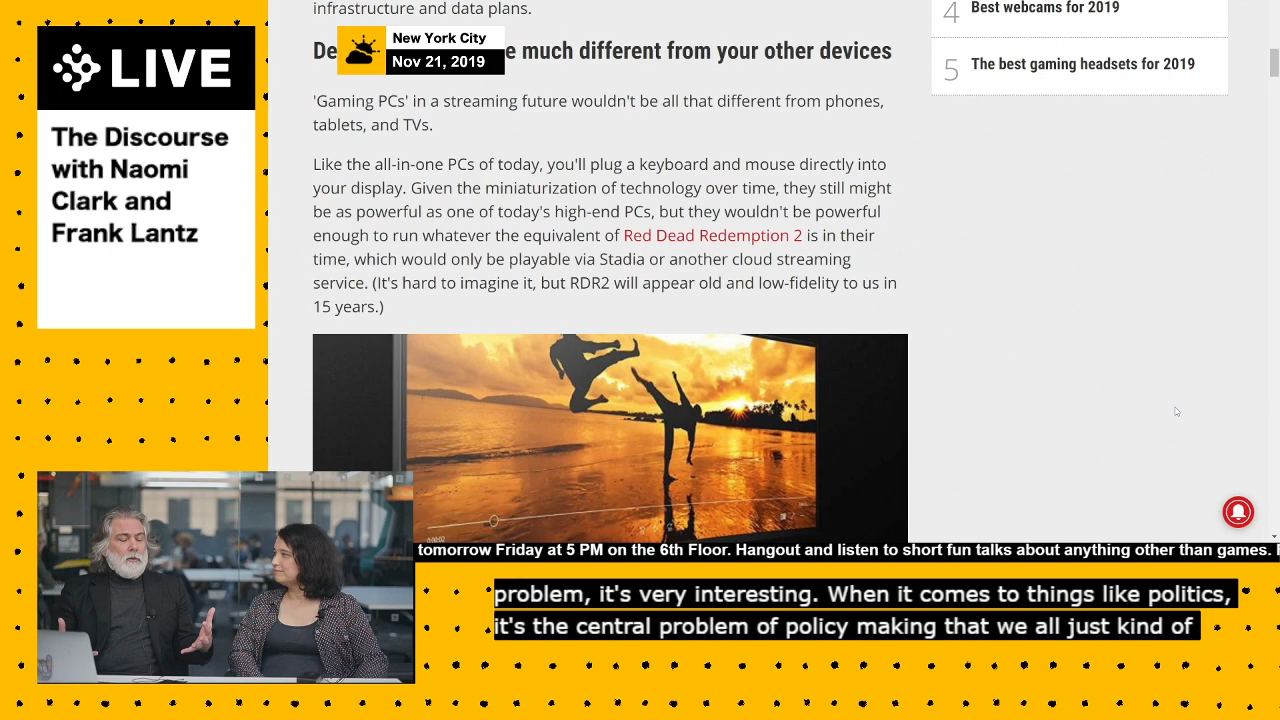 LIVE
The Discourse
with Naomi
Clark and
Frank Lantz
New York City
Nov 21, 2019
infrastructure and data plans.
De
e much different from your other devices
'Gaming PCs' in a streaming future wouldn't be all that different from phones,
tablets, and TVs.
Like the all-in-one PCs of today, you'll plug a keyboard and mouse directly into
your display. Given the miniaturization of technology over time, they still might
be as powerful as one of today's high-end PCs, but they wouldn't be powerful
enough to run whatever the equivalent of Red Dead Redemption 2 is in their
time, which would only be playable via Stadia or another cloud streaming
service. (It's hard to imagine it, but RDR2 will appear old and low-fidelity to us in
15 years.)
0:00:02
4 Best webcams for 2019
5 The best gaming headsets for 2019
tomorrow Friday at 5 PM on the 6th Floor. Hangout and listen to short fun talks about anything other than games.
problem, it's very interesting. When it comes to things like politics,
it's the central problem of policy making that we all just kind of